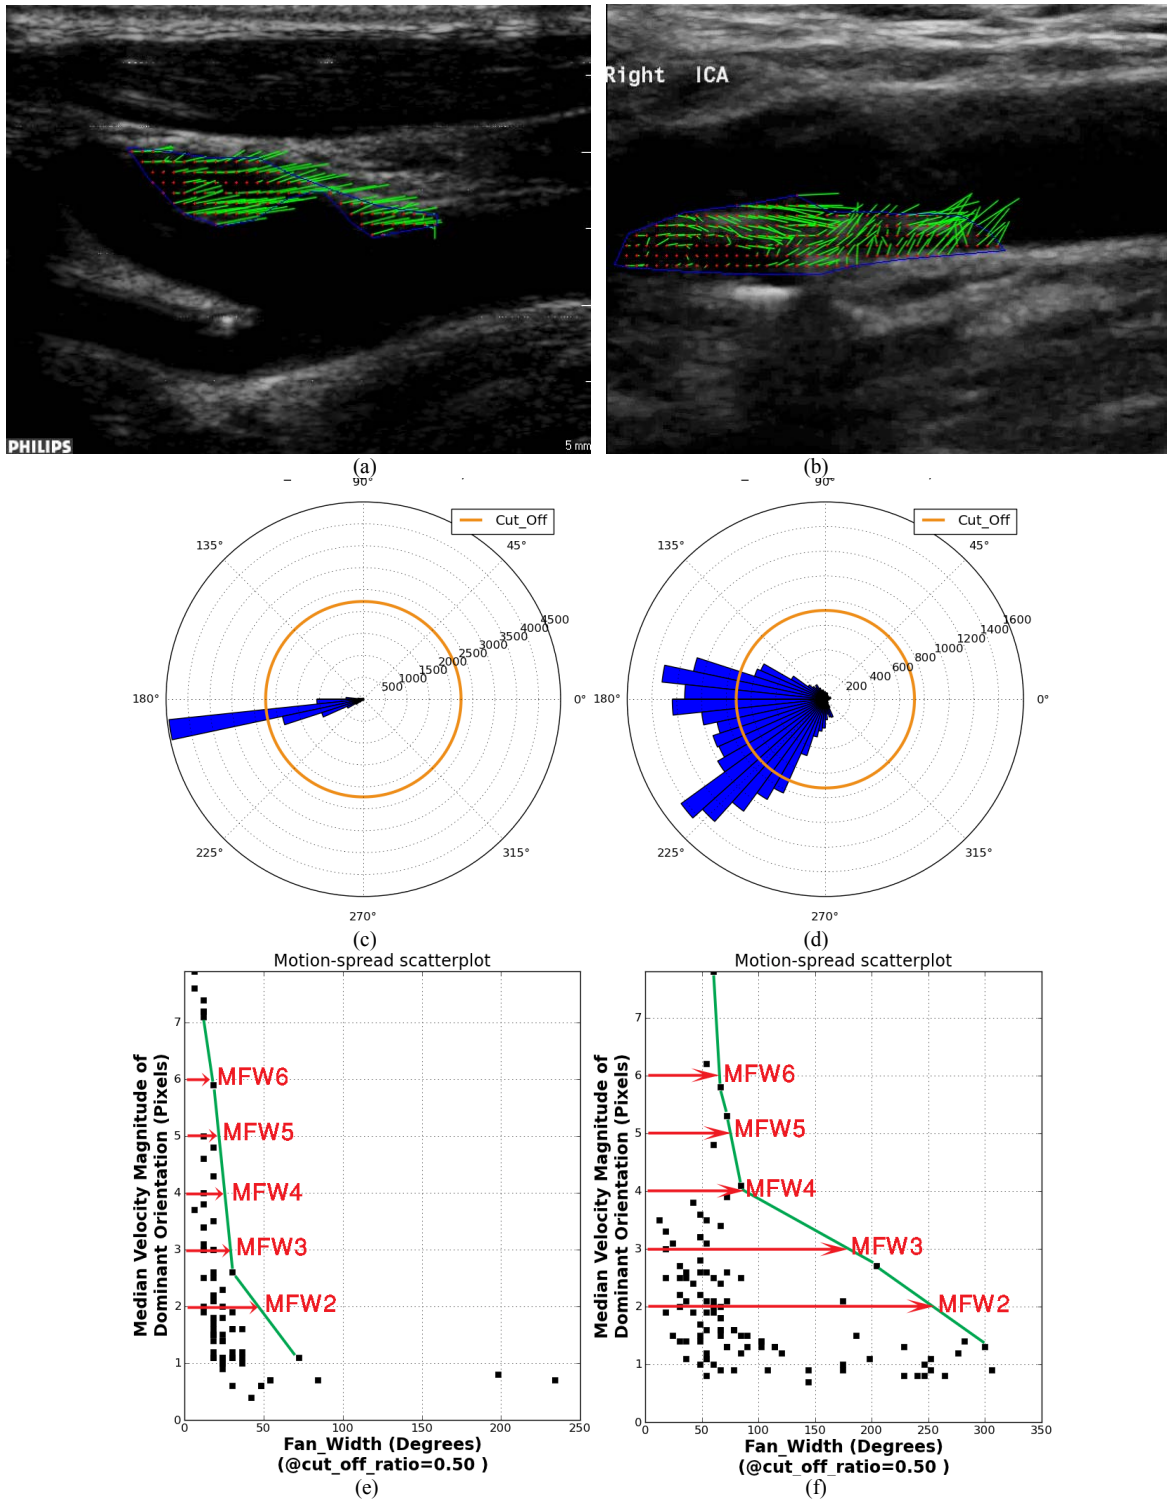 Right ICA
PHILIPS
5 mm
(a)
(b)
90°
Cut_Off
135°
45°
4500
4000
3500
3000
2500
2000
1500
1000
500
180°
0°
225°
315°
270°
(c)
90°
Cut_Off
135°
45°
1600
1400
1200
1000
800
600
400
200
180°
0°
225°
315°
270°
(d)
Motion-spread scatterplot
Median Velocity Magnitude of
Dominant Orientation (Pixels)
7
6
5
4
3
2
1
0
MFW6
MFW5
MFW4
MFW3
MFW2
0 50 100 150 200 250
Fan_Width (Degrees)
(@cut_off_ratio=0.50 )
(e)
Motion-spread scatterplot
Median Velocity Magnitude of
Dominant Orientation (Pixels)
7
6
5
4
3
2
1
0
MFW6
MFW5
MFW4
MFW3
MFW2
0 50 100 150 200 250 300 350
Fan_Width (Degrees)
(@cut_off_ratio=0.50 )
(f)